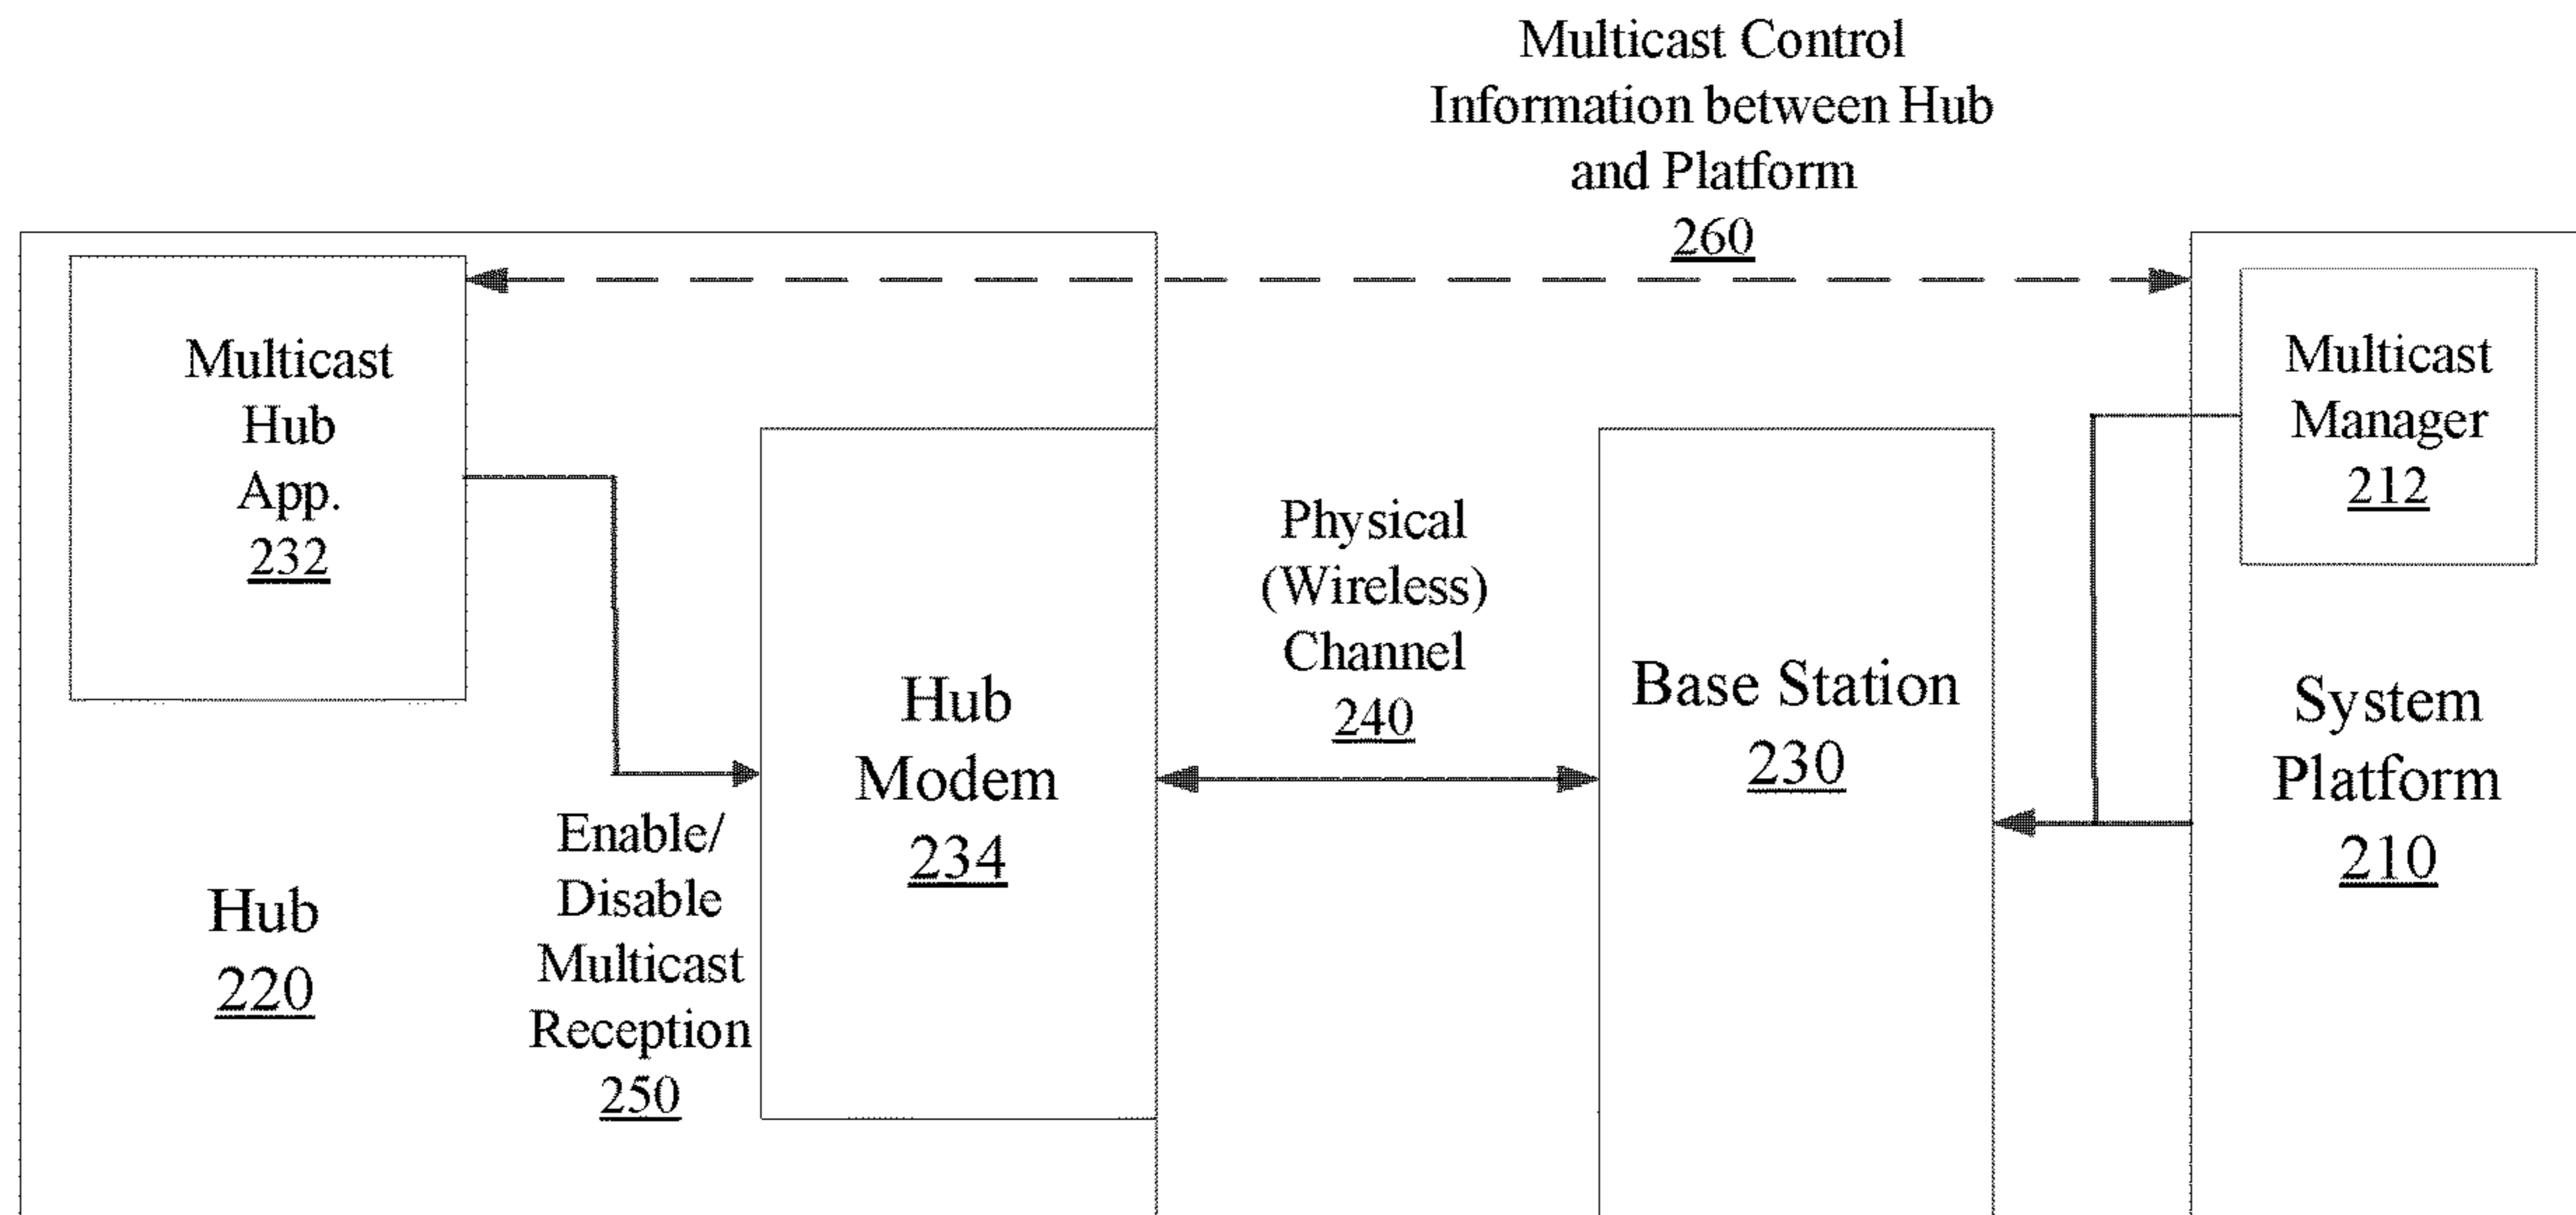 Multicast Control
Information between Hub
and Platform
260
Multicast
Hub
App.
232
Hub
220
Enable/
Disable
Multicast
Reception
250
Hub
Modem
234
Physical
(Wireless)
Channel
240
Base Station
230
Multicast
Manager
212
System
Platform
210